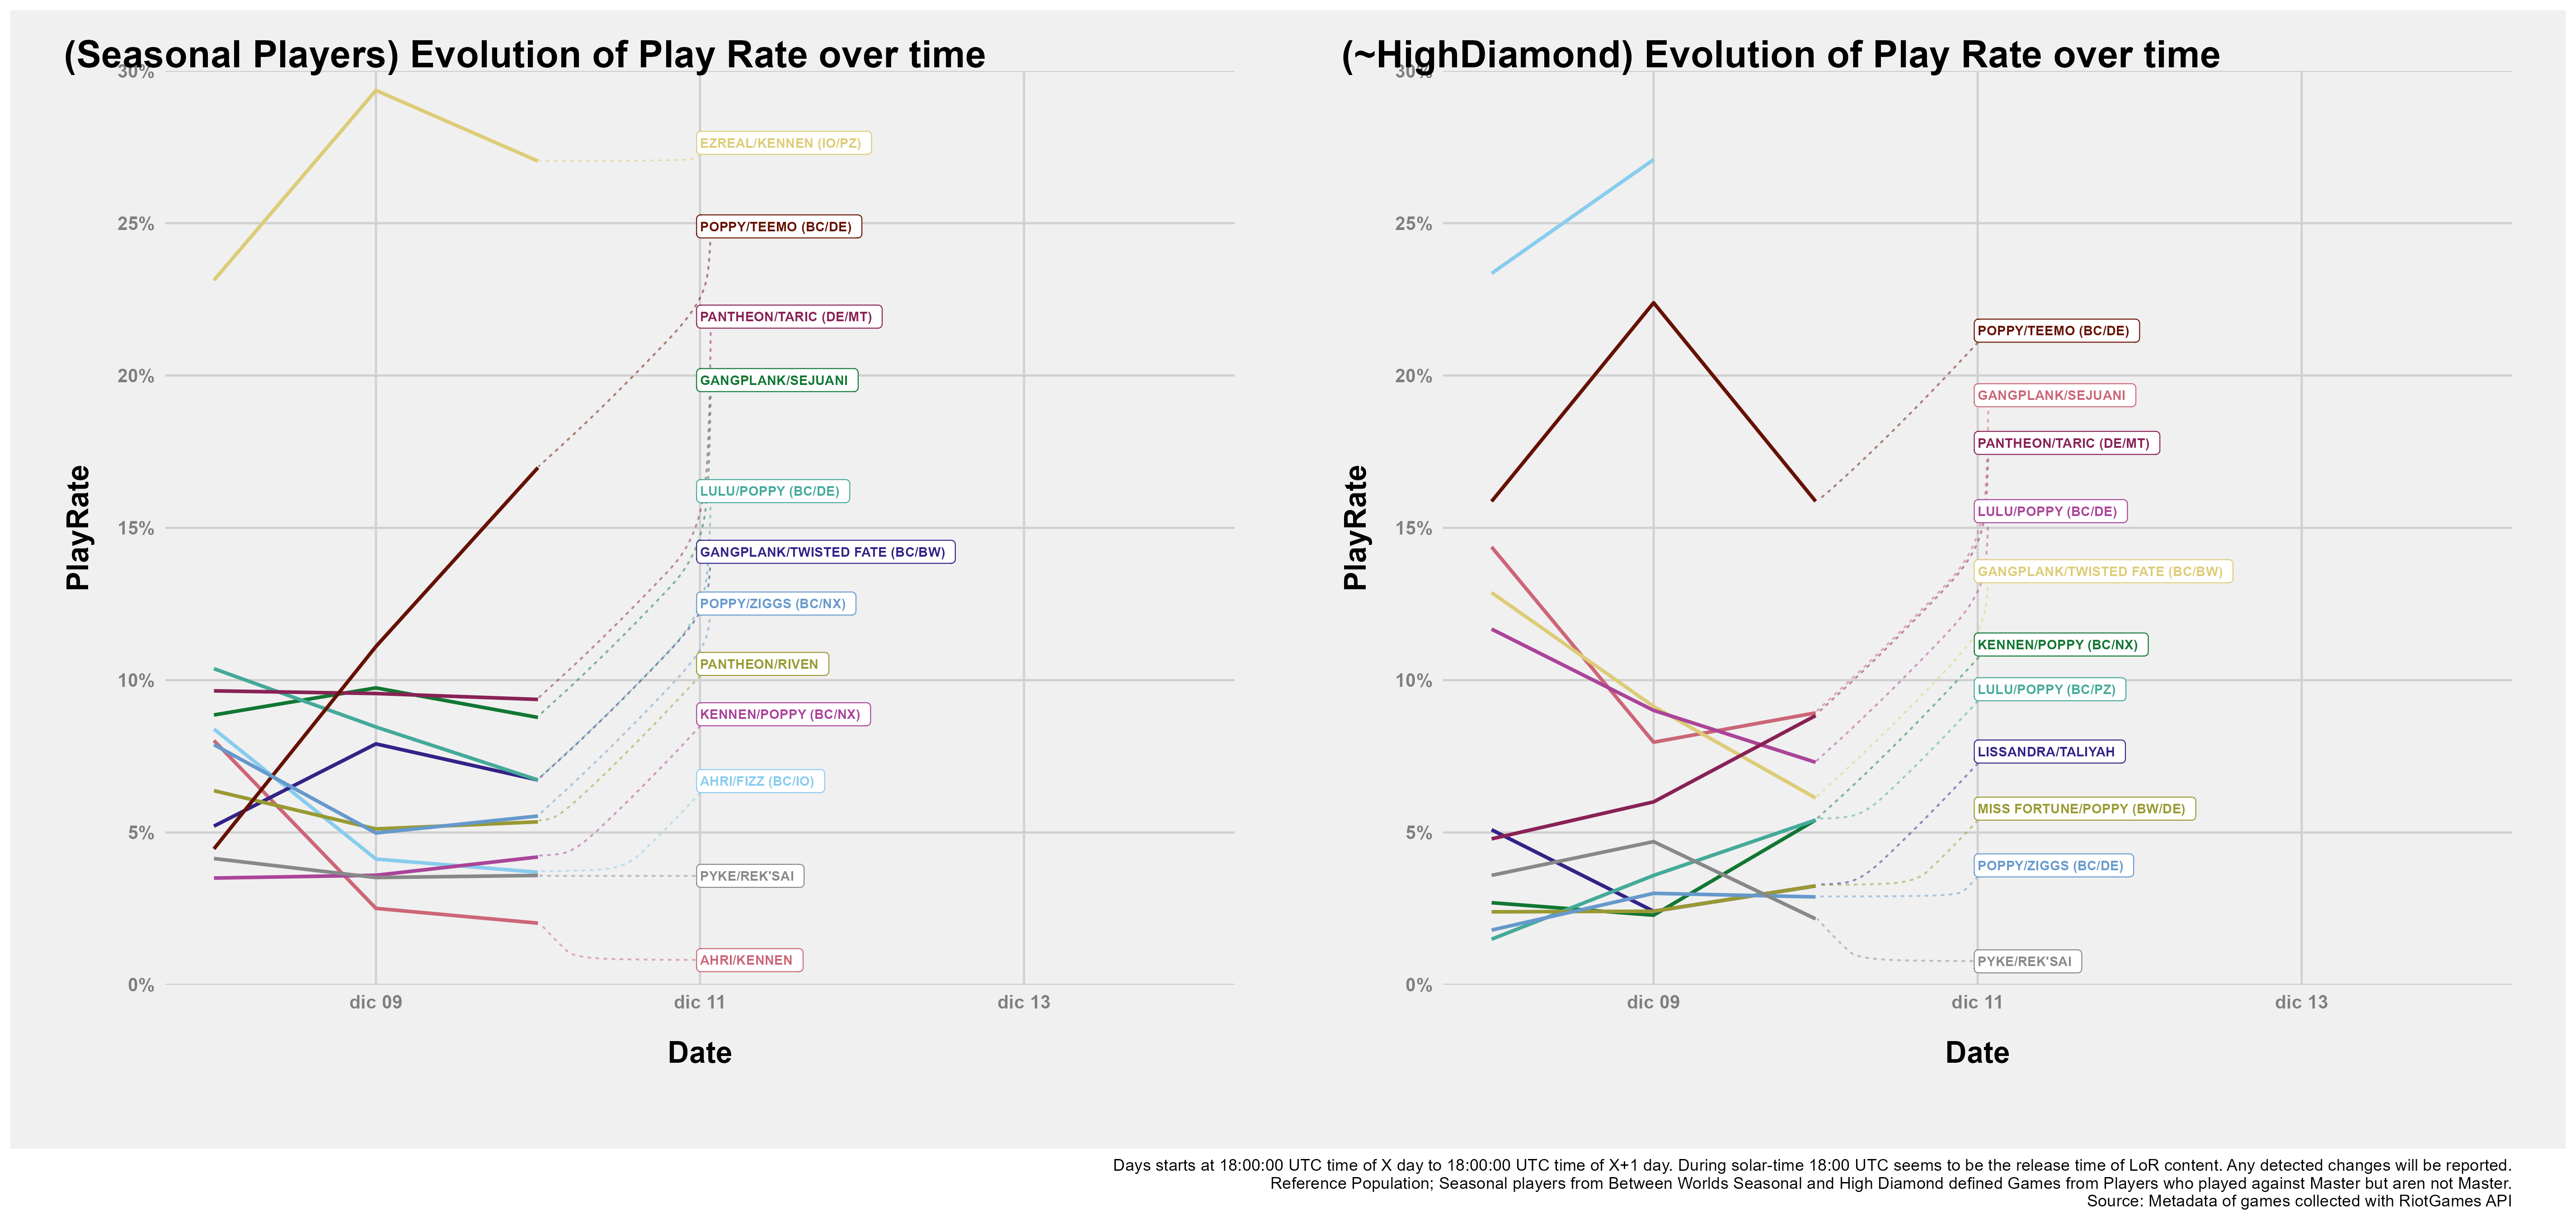 (Seasonal Players) Evolution of Play Rate over time
30%
25%
20%
15%
10%
5%
0%
PlayRate
EZREAL/KENNEN (IO/PZ)
POPPY/TEEMO (BC/DE)
PANTHEON/TARIC (DE/MT)
GANGPLANK/SEJUANI
LULU/POPPY (BC/DE)
GANGPLANK/TWISTED FATE (BC/BW)
POPPY/ZIGGS (BC/NX)
PANTHEON/RIVEN
KENNEN/POPPY (BC/NX)
AHRI/FIZZ (BC/IO)
PYKE/REK'SAI
AHRI/KENNEN
dic 09
dic 11
dic 13
Date
(~HighDiamond) Evolution of Play Rate over time
30%
25%
20%
15%
10%
5%
0%
PlayRate
POPPY/TEEMO (BC/DE)
GANGPLANK/SEJUANI
PANTHEON/TARIC (DE/MT)
LULU/POPPY (BC/DE)
GANGPLANK/TWISTED FATE (BC/BW)
KENNEN/POPPY (BC/NX)
LULU/POPPY (BC/PZ)
LISSANDRA/TALIYAH
MISS FORTUNE/POPPY (BW/DE)
POPPY/ZIGGS (BC/DE)
PYKE/REK'SAI
dic 09
dic 11
dic 13
Date
Days starts at 18:00:00 UTC time of X day to 18:00:00 UTC time of X+1 day. During solar-time 18:00 UTC seems to be the release time of LoR content. Any detected changes will be reported.
Reference Population; Seasonal players from Between Worlds Seasonal and High Diamond defined Games from Players who played against Master but aren not Master.
Source: Metadata of games collected with RiotGames API